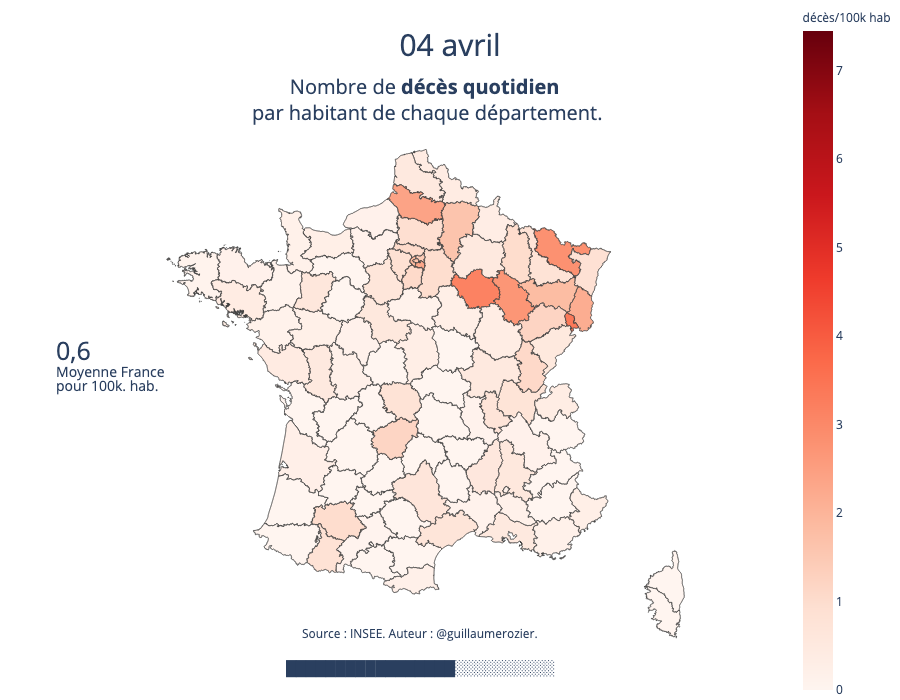 décès/100k hab
04 avril
Nombre de décès quotidien
par habitant de chaque département.
7
6
5
4
3
2
1
0
0,6
Moyenne France
pour 100k. hab.
Source : INSEE. Auteur : @guillaumerozier.